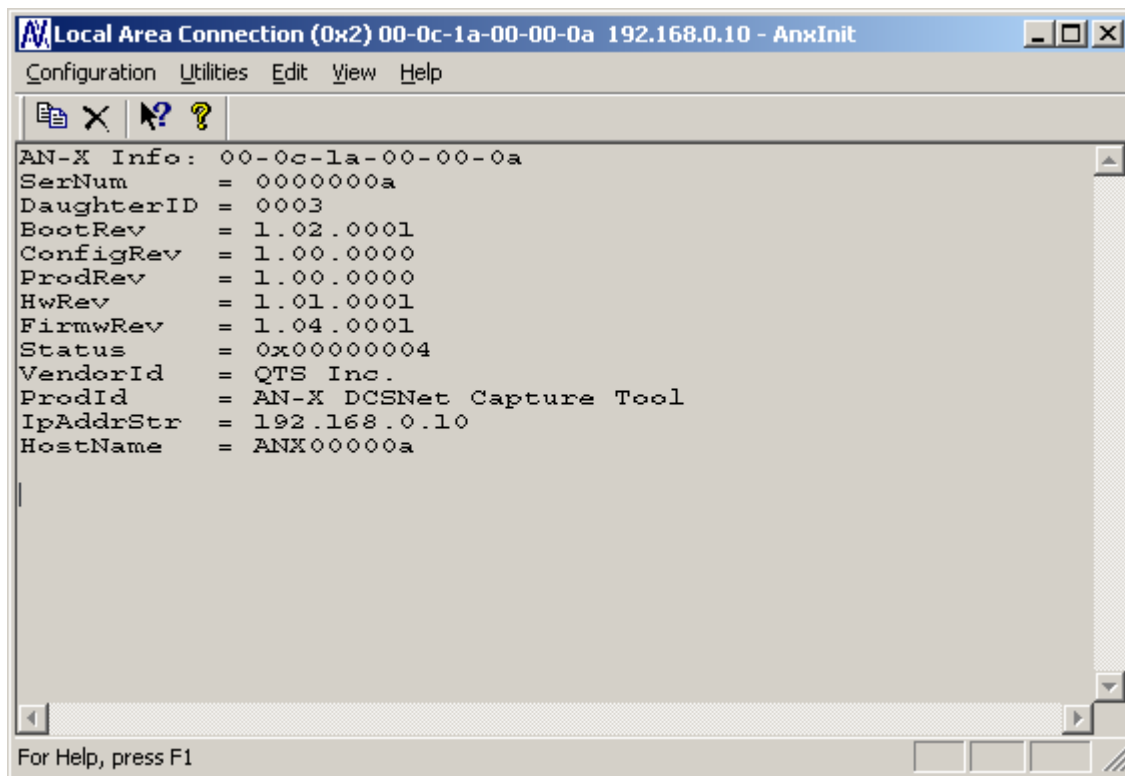 Local Area Connection (0x2) 00-0c-1a-00-00-0a 192.168.0.10 - AnxInit
Configuration Utilities Edit View Help
AN-X Info: 00-0c-1a-00-00-0a
SerNum = 0000000a
DaughterID = 0003
BootRev = 1.02.0001
ConfigRev = 1.00.0000
ProdRev = 1.00.0000
HwRev = 1.01.0001
FirmwRev = 1.04.0001
Status = 0x00000004
VendorId = QTS Inc.
ProdId = AN-X DCSNet Capture Tool
IpAddrStr = 192.168.0.10
HostName = ANX00000a
For Help, press F1